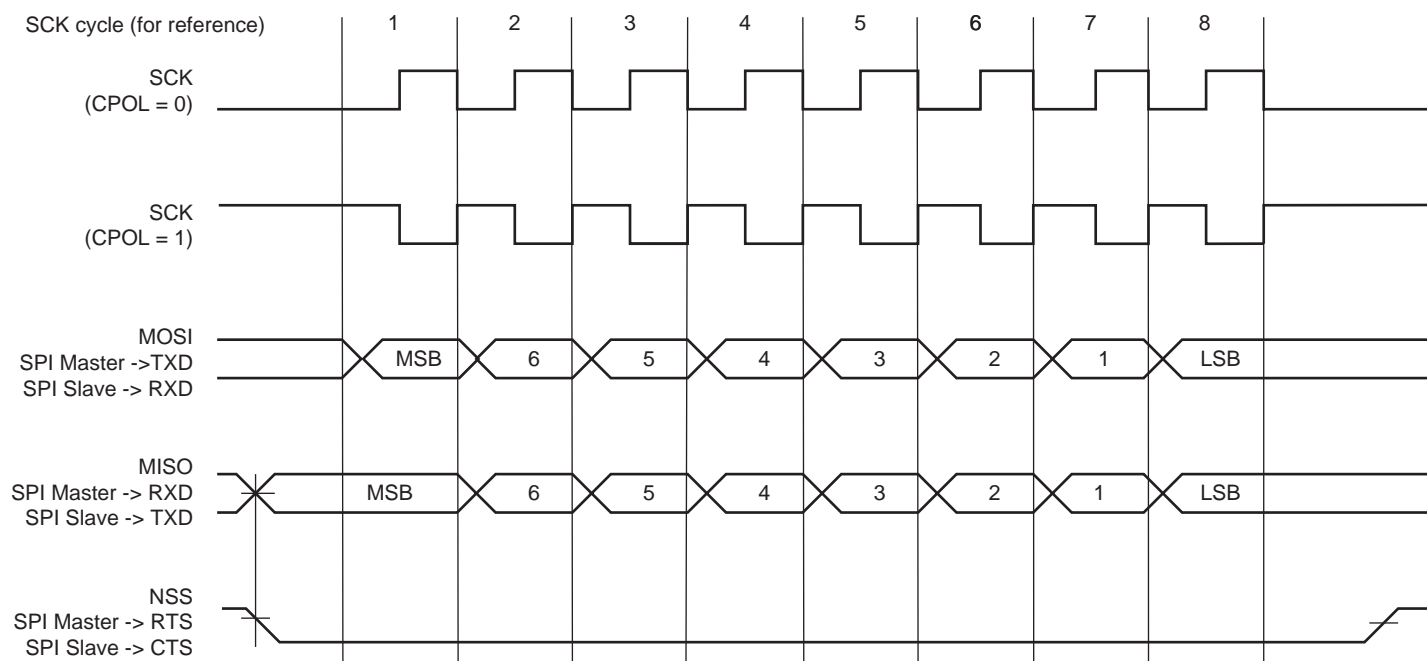 SCK cycle (for reference)
1 2 3 4 5 6 7 8
SCK
(CPOL = 0)
SCK
(CPOL = 1)
MOSI
SPI Master ->TXD
SPI Slave -> RXD
MSB 6 5 4 3 2 1 LSB
MISO
SPI Master -> RXD
SPI Slave -> TXD
MSB 6 5 4 3 2 1 LSB
NSS
SPI Master -> RTS
SPI Slave -> CTS